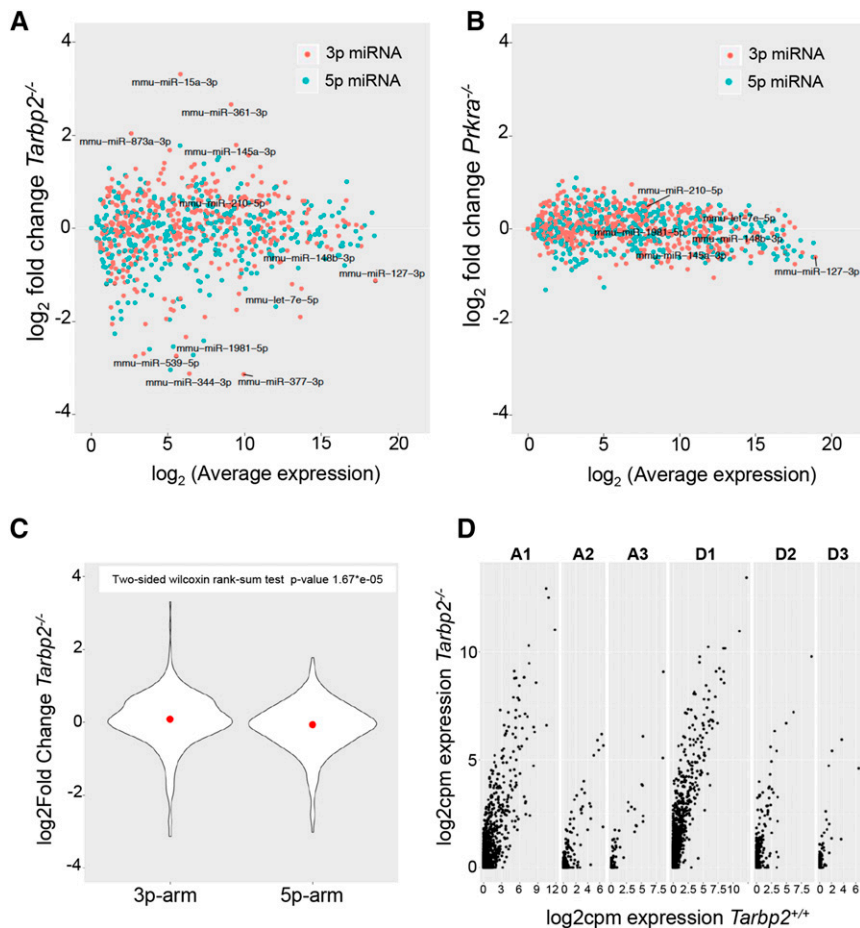 A
4
2
0
-2
-4
log2 fold change Tarbp2-/-
3p miRNA
5p miRNA
mmu-miR-15a-3p
mmu-miR-361-3p
mmu-miR-873a-3p
mmu-miR-145a-3p
mmu-miR-210-5p
mmu-miR-148b-3p
mmu-miR-127-3p
mmu-let-7e-5p
mmu-miR-1981-5p
mmu-miR-539-5p
mmu-miR-344-3p
mmu-miR-377-3p
0 5 10 15 20
log2 (Average expression)
B
4
2
0
-2
-4
log2 fold change Prkra-/-
3p miRNA
5p miRNA
mmu-miR-210-5p
mmu-let-7e-5p
mmu-miR-1981-5p
mmu-miR-148b-3p
mmu-miR-145a-3p
mmu-miR-127-3p
0 5 10 15 20
log2 (Average expression)
C
Two-sided wilcoxin rank-sum test p-value 1.67*e-05
4
2
0
-2
-4
log2Fold Change Tarbp2-/-
3p-arm 5p-arm
D
A1 A2 A3 D1 D2 D3
10
5
0
log2cpm expression Tarbp2-/-
0 3 6 9 12 0 2 4 6 0 2.5 5 7.5 0 2.5 5 7.5 10 0 2.5 5 7.5 0 2 4 6
log2cpm expression Tarbp2+/+